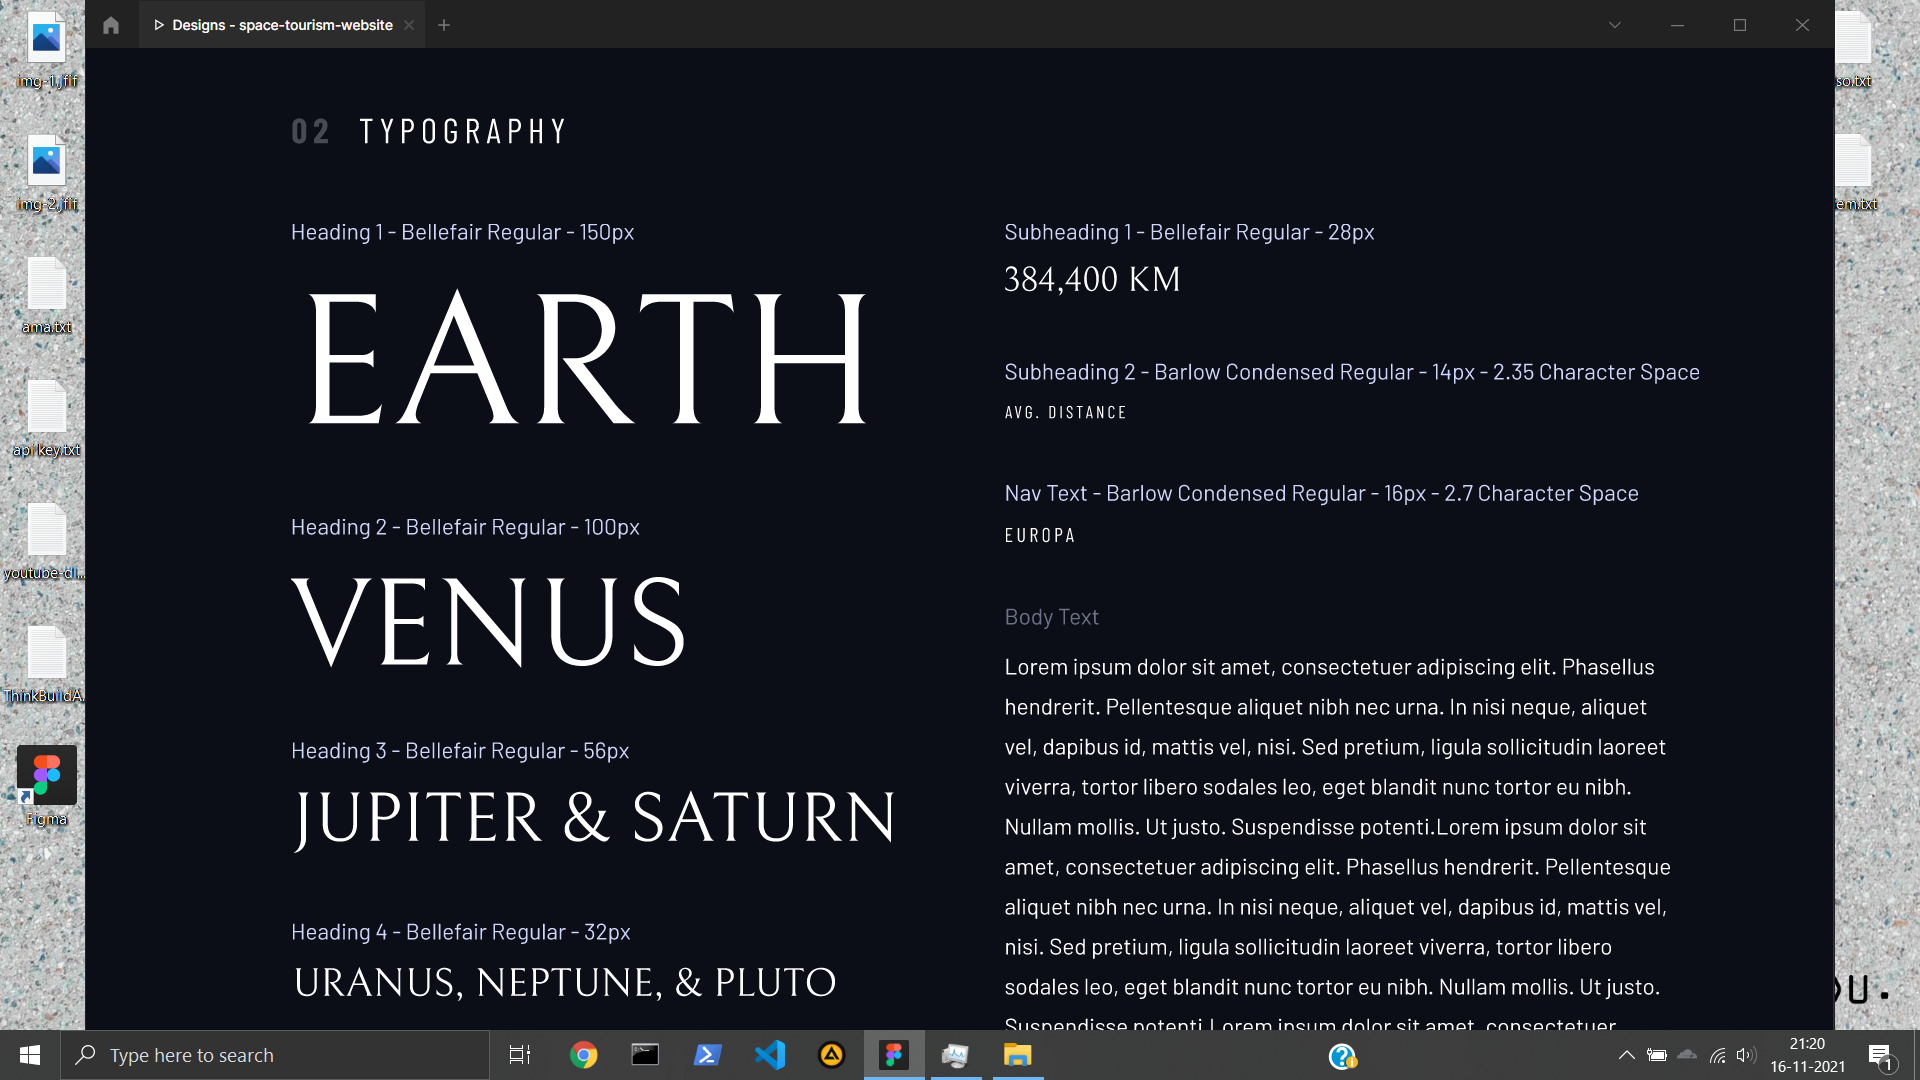 Designs - space-tourism-website
img-1.jfif
img-2.jfif
ama.txt
api key.txt
youtube-dl...
ThinkBuildA...
Figma
so.txt
em.txt
02 TYPOGRAPHY
Heading 1 - Bellefair Regular - 150px
EARTH
Heading 2 - Bellefair Regular - 100px
VENUS
Heading 3 - Bellefair Regular - 56px
JUPITER & SATURN
Heading 4 - Bellefair Regular - 32px
URANUS, NEPTUNE, & PLUTO
Subheading 1 - Bellefair Regular - 28px
384,400 KM
Subheading 2 - Barlow Condensed Regular - 14px - 2.35 Character Space
AVG. DISTANCE
Nav Text - Barlow Condensed Regular - 16px - 2.7 Character Space
EUROPA
Body Text
Lorem ipsum dolor sit amet, consectetuer adipiscing elit. Phasellus
hendrerit. Pellentesque aliquet nibh nec urna. In nisi neque, aliquet
vel, dapibus id, mattis vel, nisi. Sed pretium, ligula sollicitudin laoreet
viverra, tortor libero sodales leo, eget blandit nunc tortor eu nibh.
Nullam mollis. Ut justo. Suspendisse potenti.Lorem ipsum dolor sit
amet, consectetuer adipiscing elit. Phasellus hendrerit. Pellentesque
aliquet nibh nec urna. In nisi neque, aliquet vel, dapibus id, mattis vel,
nisi. Sed pretium, ligula sollicitudin laoreet viverra, tortor libero
sodales leo, eget blandit nunc tortor eu nibh. Nullam mollis. Ut justo.
Suspendisse potenti.Lorem ipsum dolor sit amet, consectetuer
U.
Type here to search
21:20
16-11-2021
1